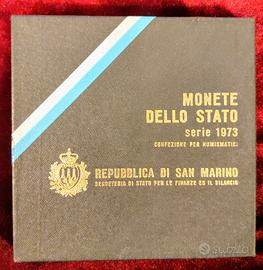 MONETE
DELLO STATO
serie 1973
CONFEZIONE PER NUMISMATICI
REPUBBLICA DI SAN MARINO
SEGRETERIA DI STATO PER LE FINANZE ED IL BILANCIO
subito